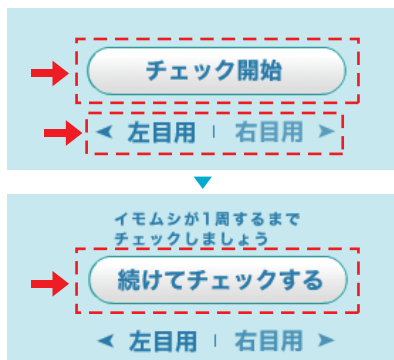 チェック開始
左目用 | 右目用
イモムシが1周するまで
チェックしましょう
続けてチェックする
左目用 | 右目用